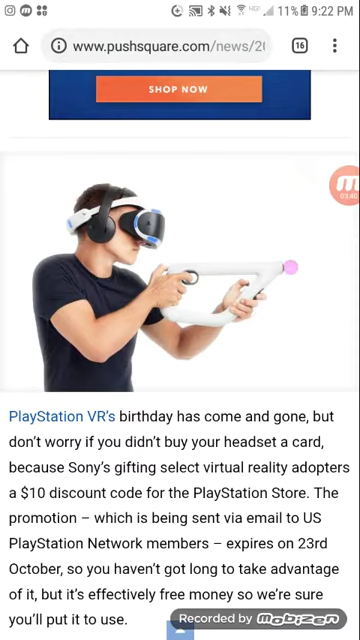 11% 9:22 PM
www.pushsquare.com/news/20
16
SHOP NOW
03:40
PlayStation VR’s birthday has come and gone, but
don’t worry if you didn’t buy your headset a card,
because Sony’s gifting select virtual reality adopters
a $10 discount code for the PlayStation Store. The
promotion – which is being sent via email to US
PlayStation Network members – expires on 23rd
October, so you haven’t got long to take advantage
of it, but it’s effectively free money so we’re sure
you’ll put it to use.
Recorded by mobizen